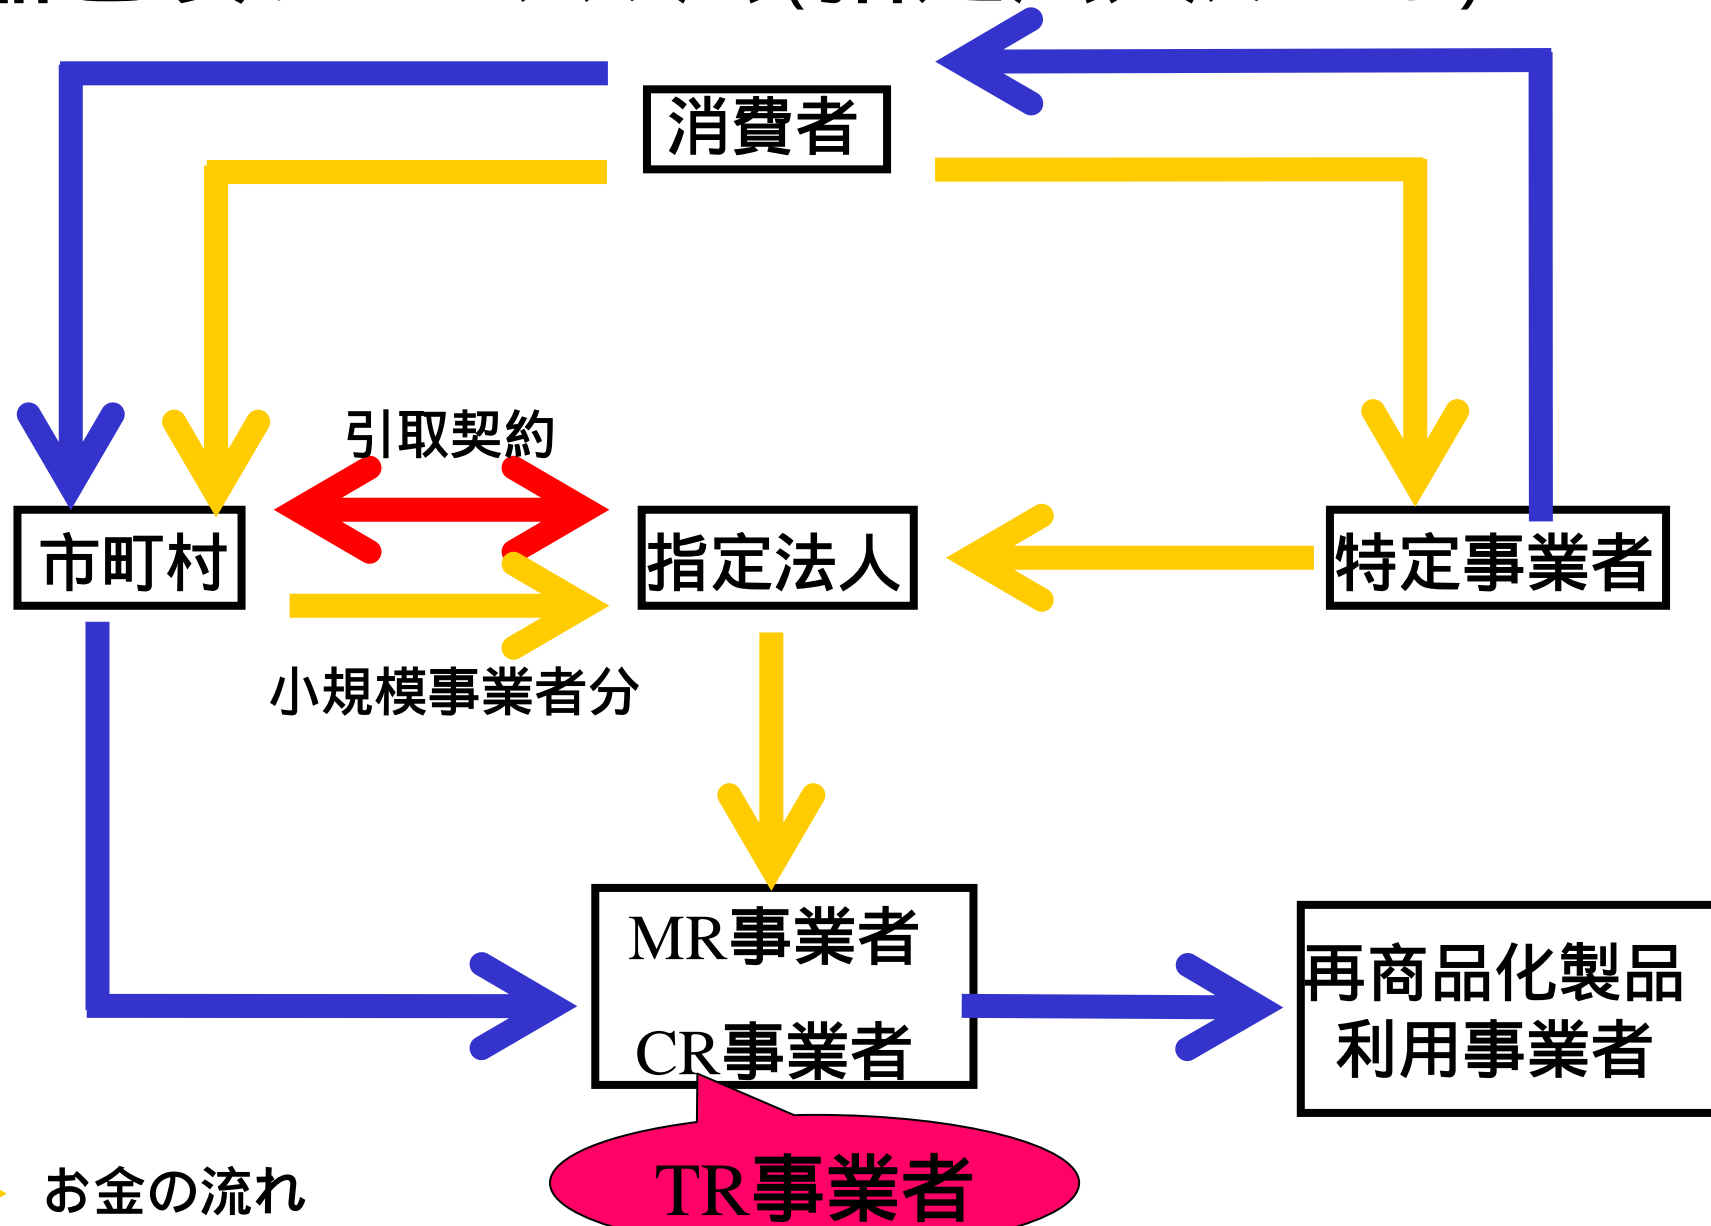 消費者
引取契約
市町村
指定法人
特定事業者
小規模事業者分
MR事業者
CR事業者
再商品化製品
利用事業者
TR事業者
お金の流れ